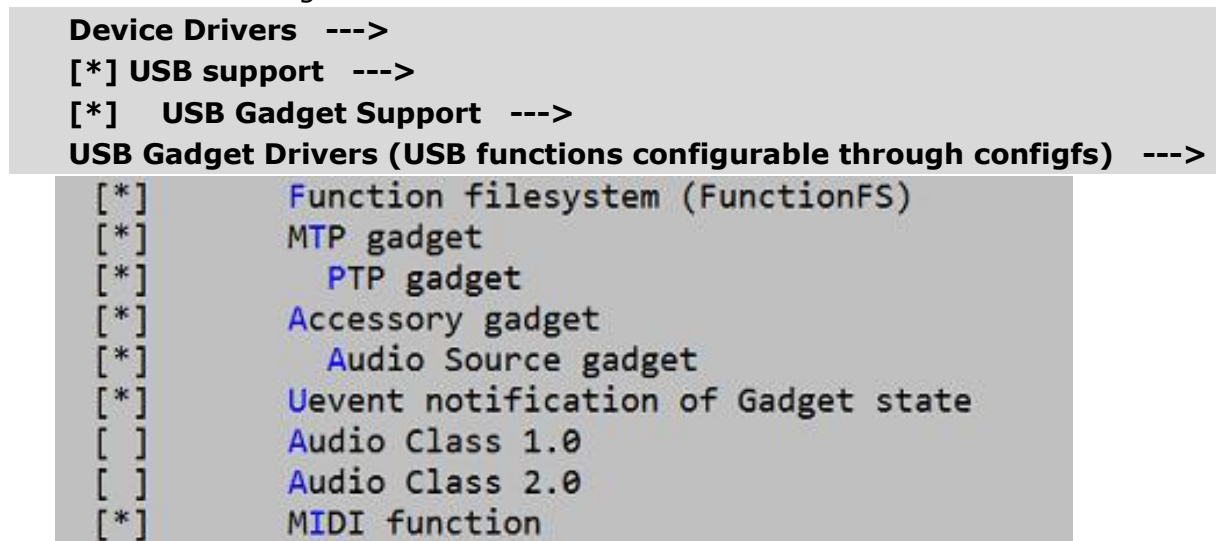 Device Drivers --->
[*] USB support --->
[*] USB Gadget Support --->
USB Gadget Drivers (USB functions configurable through configfs) --->
[*] Function filesystem (FunctionFS)
[*] MTP gadget
[*] PTP gadget
[*] Accessory gadget
[*] Audio Source gadget
[*] Uevent notification of Gadget state
[ ] Audio Class 1.0
[ ] Audio Class 2.0
[*] MIDI function